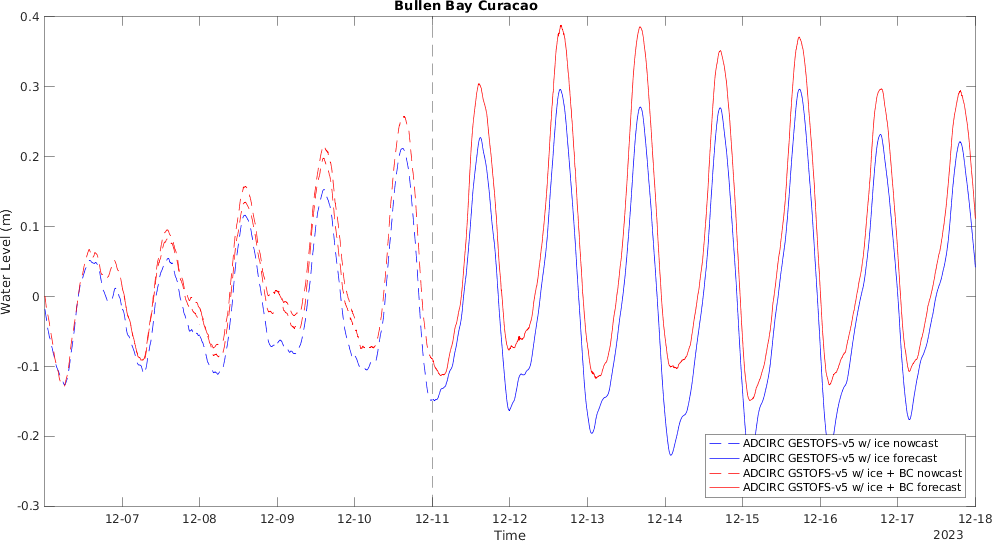 Bullen Bay Curacao
0.4
0.3
0.2
0.1
0
-0.1
-0.2
-0.3
Water Level (m)
12-07 12-08 12-09 12-10 12-11 12-12 12-13 12-14 12-15 12-16 12-17 12-18
Time
2023
ADCIRC GESTOFS-v5 w/ ice nowcast
ADCIRC GESTOFS-v5 w/ ice forecast
ADCIRC GSTOFS-v5 w/ ice + BC nowcast
ADCIRC GSTOFS-v5 w/ ice + BC forecast